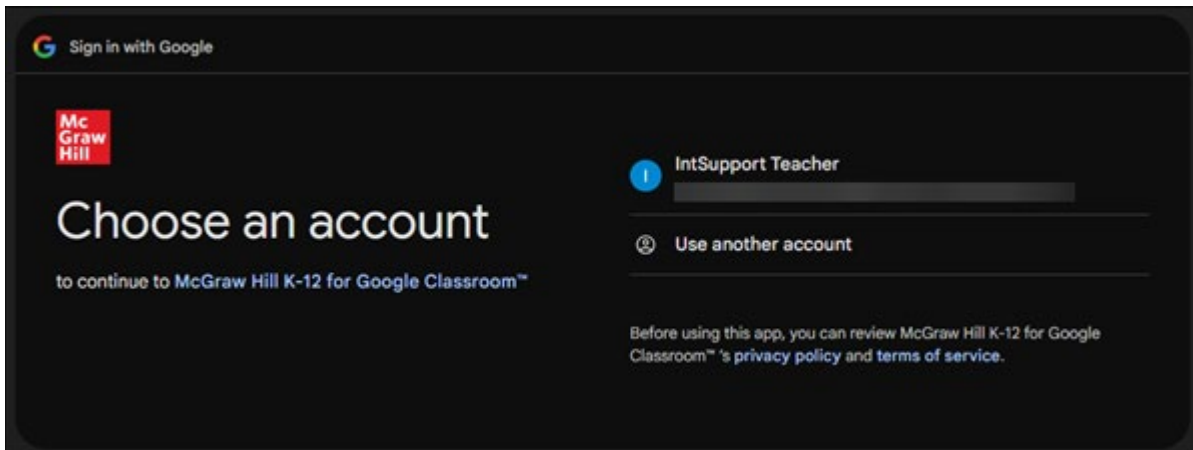 Sign in with Google
Mc
Graw
Hill
Choose an account
to continue to McGraw Hill K-12 for Google Classroom™
I
IntSupport Teacher
Use another account
Before using this app, you can review McGraw Hill K-12 for Google
Classroom™ 's privacy policy and terms of service.